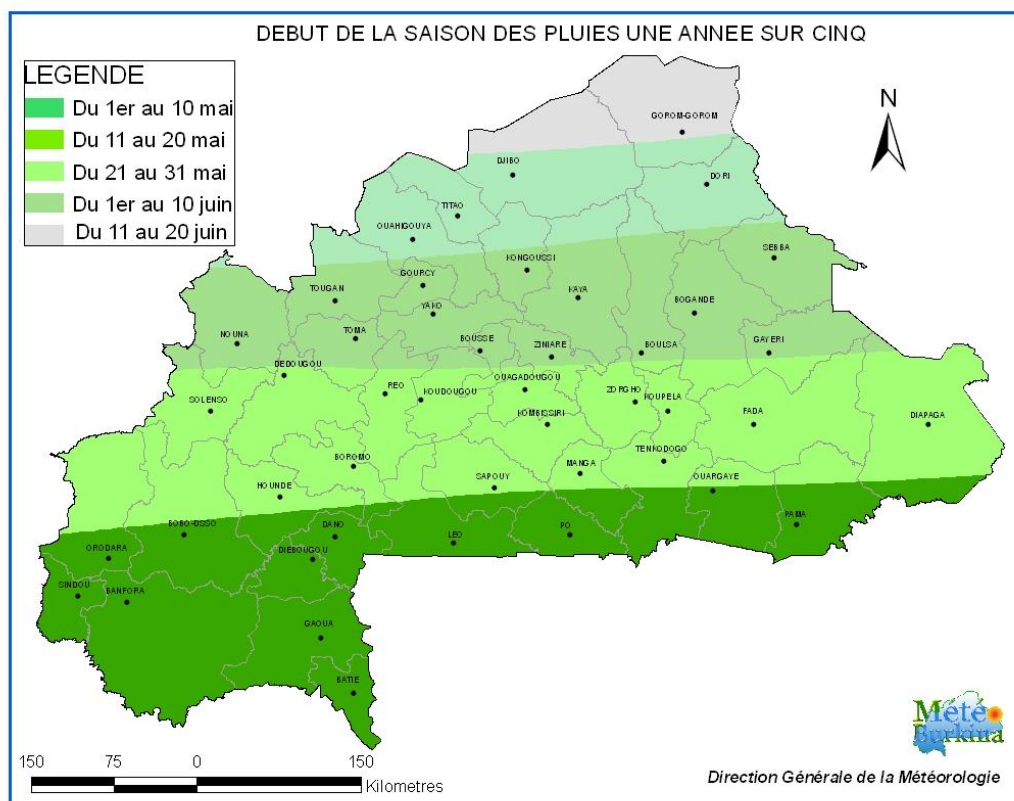 DEBUT DE LA SAISON DES PLUIES UNE ANNEE SUR CINQ
LEGENDE
Du 1er au 10 mai
Du 11 au 20 mai
Du 21 au 31 mai
Du 1er au 10 juin
Du 11 au 20 juin
N
GOROM-GOROM
DJIBO
DORI
TITAO
OUAHIGOUYA
SEBBA
KONGOUSSI
GOURCY
TOUGAN
KAYA
BOGANDE
YAKO
NOUNA
TOMA
BOUSSE
ZINIARE
BOULSA
GAYERI
DEDOUGOU
REO
KOUDOUGOU
OUAGADOUGOU
ZORGHO
KOUPELA
SOLENSO
KOMBISSIRI
FADA
DIAPAGA
BOROMO
MANGA
TENKODOGO
HOUNDE
SAPOUY
OUARGAYE
BOBO-DSSO
DANO
LEO
PO
PAMA
ORODARA
DIEBOUGOU
SINDOU
BANFORA
GAOUA
BATIE
Météo
Burkina
150 75 0 150
Kilometres
Direction Générale de la Météorologie